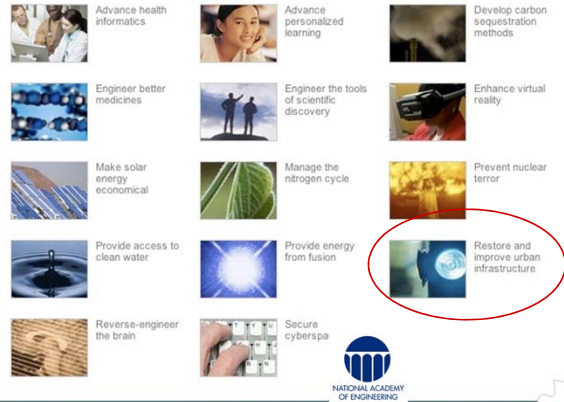 Advance health
informatics
Advance
personalized
learning
Develop carbon
sequestration
methods
Engineer better
medicines
Engineer the tools
of scientific
discovery
Enhance virtual
reality
Make solar
energy
economical
Manage the
nitrogen cycle
Prevent nuclear
terror
Provide access to
clean water
Provide energy
from fusion
Restore and
improve urban
infrastructure
Reverse-engineer
the brain
Secure
cyberspa
NATIONAL ACADEMY
OF ENGINEERING